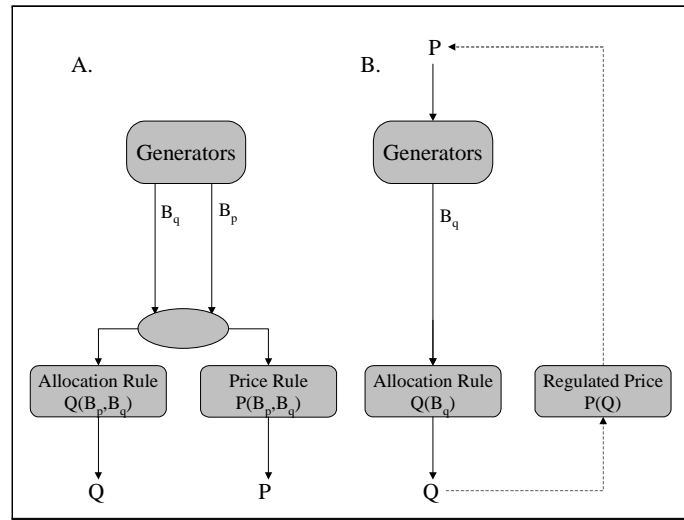 A.
Generators
B_q
B_p
Allocation Rule
Q(B_p,B_q)
Price Rule
P(B_p,B_q)
Q
P
B.
P
Generators
B_q
Allocation Rule
Q(B_q)
Regulated Price
P(Q)
Q